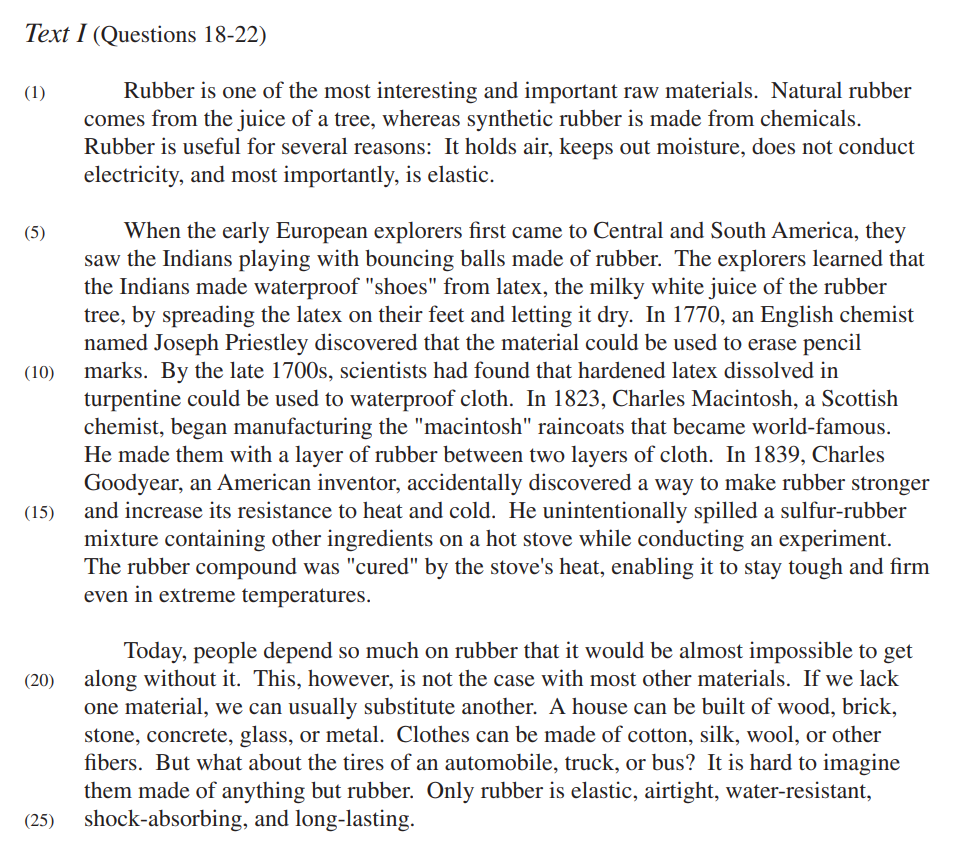 Text I (Questions 18-22)
(1) Rubber is one of the most interesting and important raw materials. Natural rubber
comes from the juice of a tree, whereas synthetic rubber is made from chemicals.
Rubber is useful for several reasons: It holds air, keeps out moisture, does not conduct
electricity, and most importantly, is elastic.
(5) When the early European explorers first came to Central and South America, they
saw the Indians playing with bouncing balls made of rubber. The explorers learned that
the Indians made waterproof "shoes" from latex, the milky white juice of the rubber
tree, by spreading the latex on their feet and letting it dry. In 1770, an English chemist
named Joseph Priestley discovered that the material could be used to erase pencil
(10) marks. By the late 1700s, scientists had found that hardened latex dissolved in
turpentine could be used to waterproof cloth. In 1823, Charles Macintosh, a Scottish
chemist, began manufacturing the "macintosh" raincoats that became world-famous.
He made them with a layer of rubber between two layers of cloth. In 1839, Charles
Goodyear, an American inventor, accidentally discovered a way to make rubber stronger
(15) and increase its resistance to heat and cold. He unintentionally spilled a sulfur-rubber
mixture containing other ingredients on a hot stove while conducting an experiment.
The rubber compound was "cured" by the stove's heat, enabling it to stay tough and firm
even in extreme temperatures.
Today, people depend so much on rubber that it would be almost impossible to get
(20) along without it. This, however, is not the case with most other materials. If we lack
one material, we can usually substitute another. A house can be built of wood, brick,
stone, concrete, glass, or metal. Clothes can be made of cotton, silk, wool, or other
fibers. But what about the tires of an automobile, truck, or bus? It is hard to imagine
them made of anything but rubber. Only rubber is elastic, airtight, water-resistant,
(25) shock-absorbing, and long-lasting.